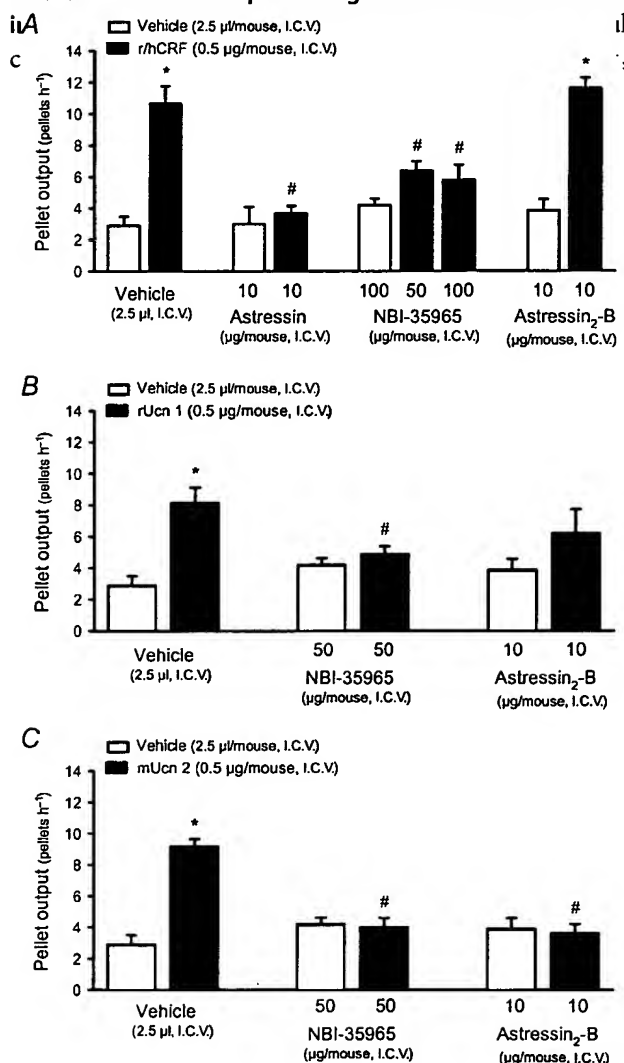 iiA
c
Vehicle (2.5 µl/mouse, I.C.V.)
r/hCRF (0.5 µg/mouse, I.C.V.)
Pellet output (pellets h⁻¹)
14
12
10
8
6
4
2
0
*
#
# #
*
10 10 100 50 100 10 10
Vehicle Astressin NBI-35965 Astressin₂-B
(2.5 µl, I.C.V.) (µg/mouse, I.C.V.) (µg/mouse, I.C.V.) (µg/mouse, I.C.V.)
B
Vehicle (2.5 µl/mouse, I.C.V.)
rUcn 1 (0.5 µg/mouse, I.C.V.)
Pellet output (pellets h⁻¹)
14
12
10
8
6
4
2
0
*
#
50 50 10 10
Vehicle NBI-35965 Astressin₂-B
(2.5 µl, I.C.V.) (µg/mouse, I.C.V.) (µg/mouse, I.C.V.)
C
Vehicle (2.5 µl/mouse, I.C.V.)
mUcn 2 (0.5 µg/mouse, I.C.V.)
Pellet output (pellets h⁻¹)
14
12
10
8
6
4
2
0
*
#
#
50 50 10 10
Vehicle NBI-35965 Astressin₂-B
(2.5 µl, I.C.V.) (µg/mouse, I.C.V.) (µg/mouse, I.C.V.)